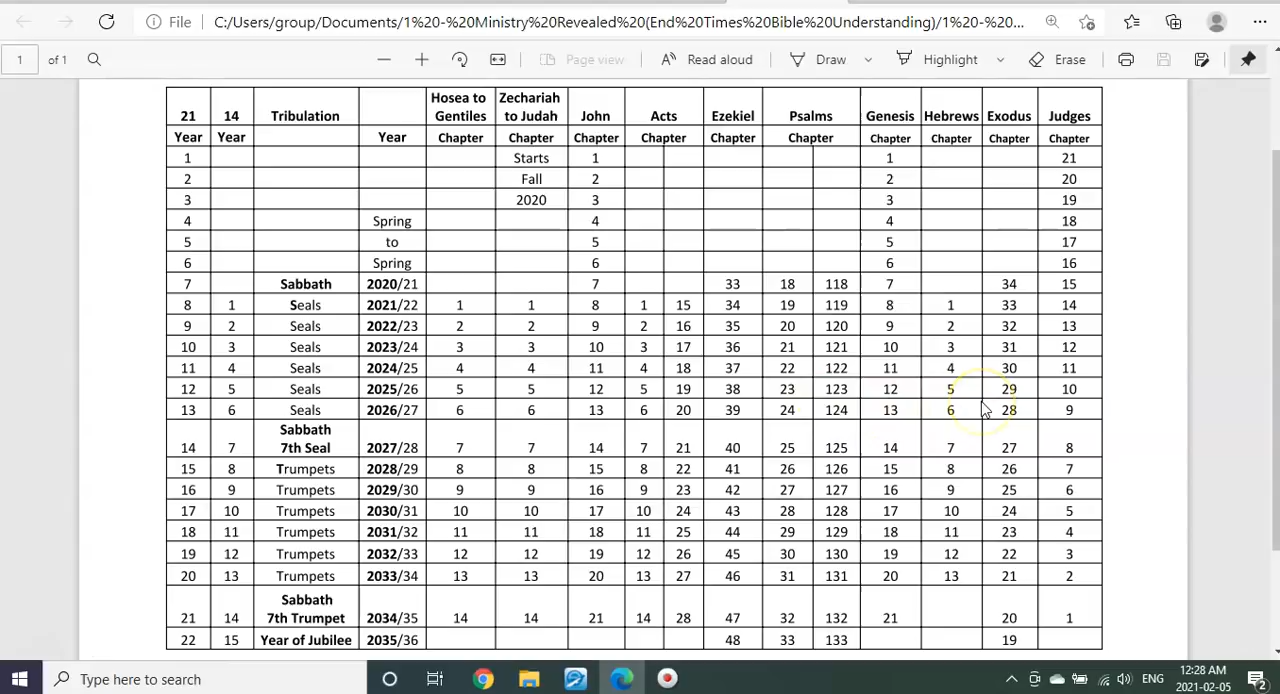 File C:/Users/group/Documents/1%20-%20Ministry%20Revealed%20(End%20Times%20Bible%20Understanding)/1%20-%20...
1 of 1 Page view Read aloud Draw Highlight Erase
21 14 Tribulation Hosea to Gentiles Zechariah to Judah John Acts Ezekiel Psalms Genesis Hebrews Exodus Judges
Year Year Year Chapter Chapter Chapter Chapter Chapter Chapter Chapter Chapter Chapter Chapter
1 Starts 1 1 21
2 Fall 2 2 20
3 2020 3 3 19
4 Spring 4 4 18
5 to 5 5 17
6 Spring 6 6 16
7 Sabbath 2020/21 7 33 18 118 7 34 15
8 1 Seals 2021/22 1 1 8 1 15 34 19 119 8 1 33 14
9 2 Seals 2022/23 2 2 9 2 16 35 20 120 9 2 32 13
10 3 Seals 2023/24 3 3 10 3 17 36 21 121 10 3 31 12
11 4 Seals 2024/25 4 4 11 4 18 37 22 122 11 4 30 11
12 5 Seals 2025/26 5 5 12 5 19 38 23 123 12 5 29 10
13 6 Seals 2026/27 6 6 13 6 20 39 24 124 13 6 28 9
Sabbath
14 7 7th Seal 2027/28 7 7 14 7 21 40 25 125 14 7 27 8
15 8 Trumpets 2028/29 8 8 15 8 22 41 26 126 15 8 26 7
16 9 Trumpets 2029/30 9 9 16 9 23 42 27 127 16 9 25 6
17 10 Trumpets 2030/31 10 10 17 10 24 43 28 128 17 10 24 5
18 11 Trumpets 2031/32 11 11 18 11 25 44 29 129 18 11 23 4
19 12 Trumpets 2032/33 12 12 19 12 26 45 30 130 19 12 22 3
20 13 Trumpets 2033/34 13 13 20 13 27 46 31 131 20 13 21 2
Sabbath
21 14 7th Trumpet 2034/35 14 14 21 14 28 47 32 132 21 20 1
22 15 Year of Jubilee 2035/36 48 33 133 19
Type here to search ENG 12:28 AM
2021-02-05 2